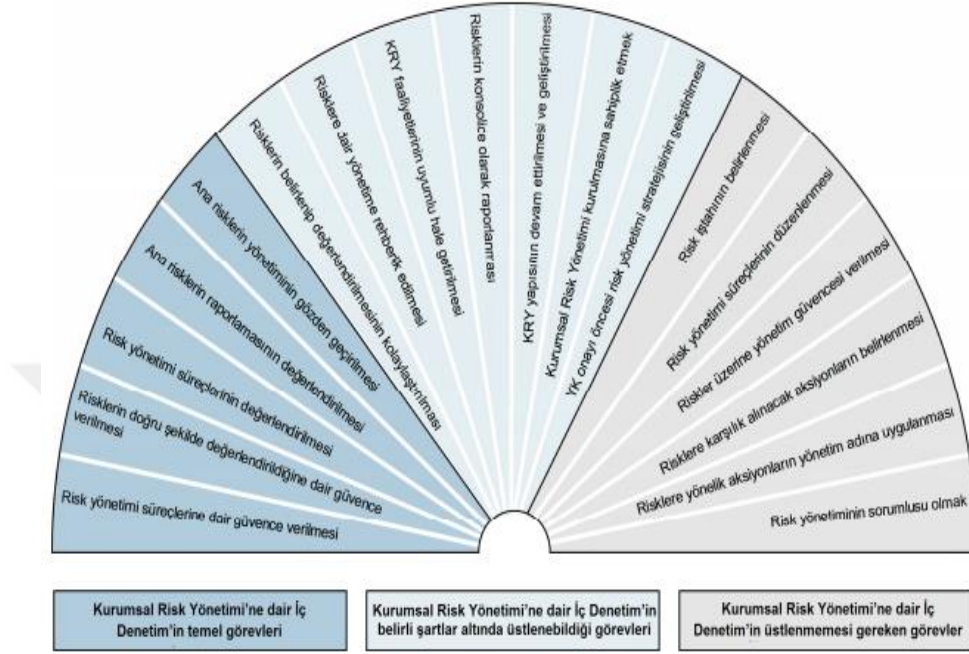 Risk yönetimi süreçlerine dair güvence verilmesi
Risklerin doğru şekilde değerlendirildiğine dair güvence
verilmesi
Risk yönetimi süreçlerinin değerlendirilmesi
Ana risklerin raporlamasının değerlendirilmesi
Ana risklerin yönetiminin gözden geçirilmesi
Risklerin belirlenip değerlendirilmesinin kolaylaştırılması
Risklere dair yönetime rehberlik edilmesi
KRY faaliyetlerinin uyumlu hale getirilmesi
Risklerin konsolice olarak raporlanması
KRY yapısının devam ettirilmesi ve geliştirilmesi
Kurumsal Risk Yönetimi kurulmasına sahiplik etmek
YK onayı öncesi risk yönetimi stratejisinin geliştirilmesi
Risk iştahının belirlenmesi
Risk yönetimi süreçlerinin düzenlenmesi
Riskler üzerine yönetim güvencesi verilmesi
Risklere karşılık alınacak aksiyonların belirlenmesi
Risklere yönelik aksiyonların yönetim adına uygulanması
Risk yönetiminin sorumlusu olmak
Kurumsal Risk Yönetimi'ne dair İç
Denetim'in temel görevleri
Kurumsal Risk Yönetimi'ne dair İç Denetim'in
belirli şartlar altında üstlenebildiği görevleri
Kurumsal Risk Yönetimi'ne dair İç
Denetim'in üstlenmemesi gereken görevler